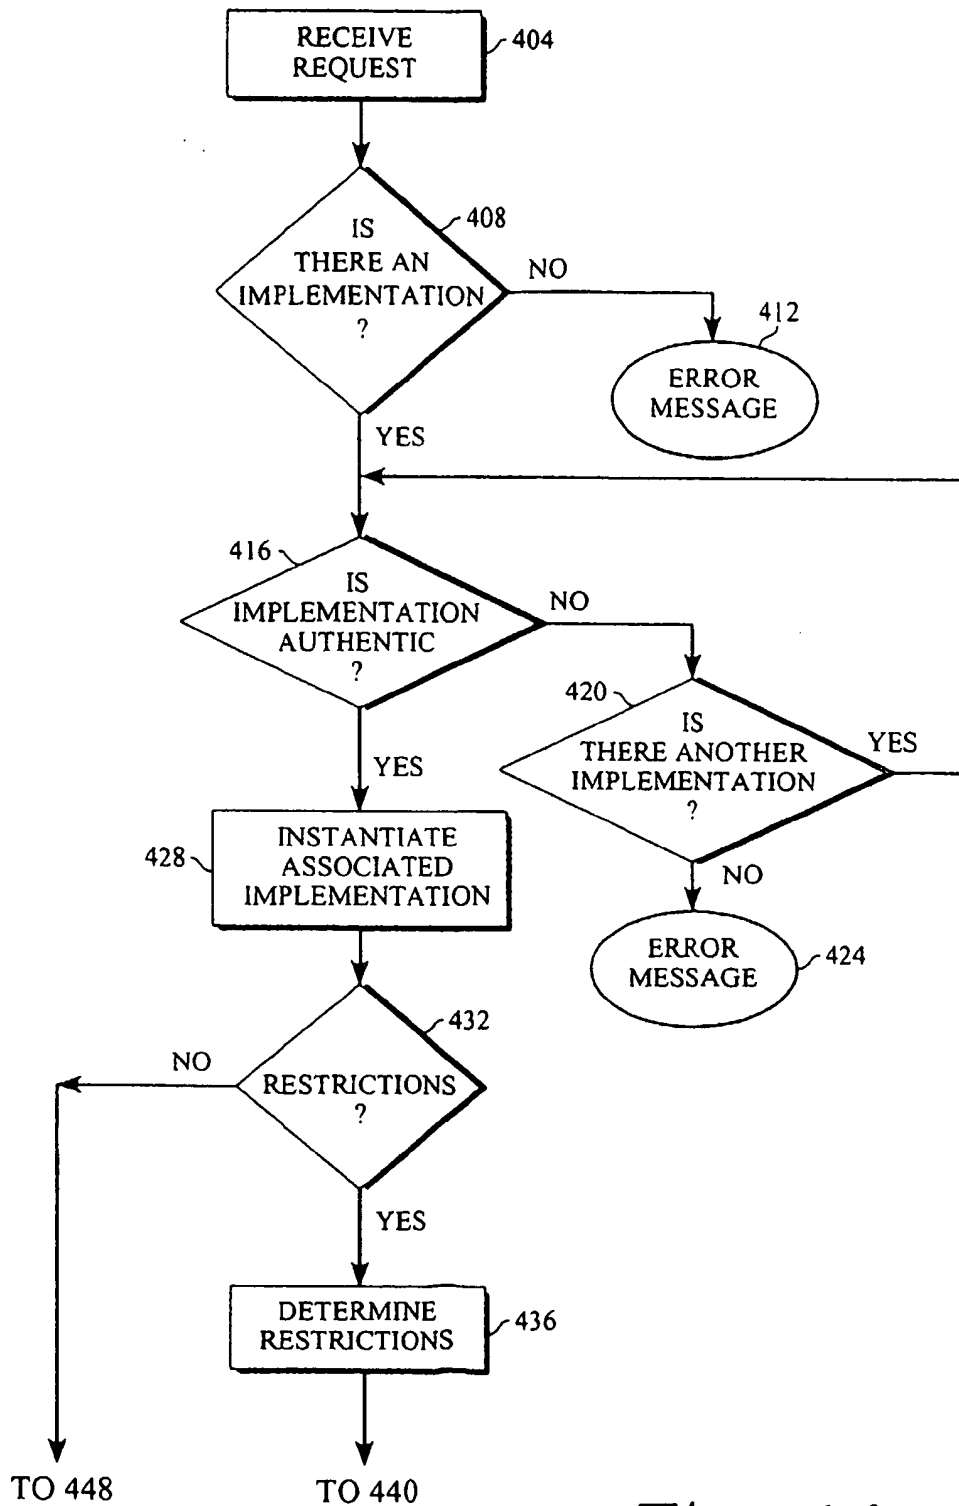 RECEIVE
REQUEST
404
IS
THERE AN
IMPLEMENTATION
?
408
NO
412
ERROR
MESSAGE
YES
416
IS
IMPLEMENTATION
AUTHENTIC
?
NO
420
IS
THERE ANOTHER
IMPLEMENTATION
?
YES
YES
428
INSTANTIATE
ASSOCIATED
IMPLEMENTATION
NO
ERROR
MESSAGE
424
432
NO
RESTRICTIONS
?
YES
DETERMINE
RESTRICTIONS
436
TO 448
TO 440